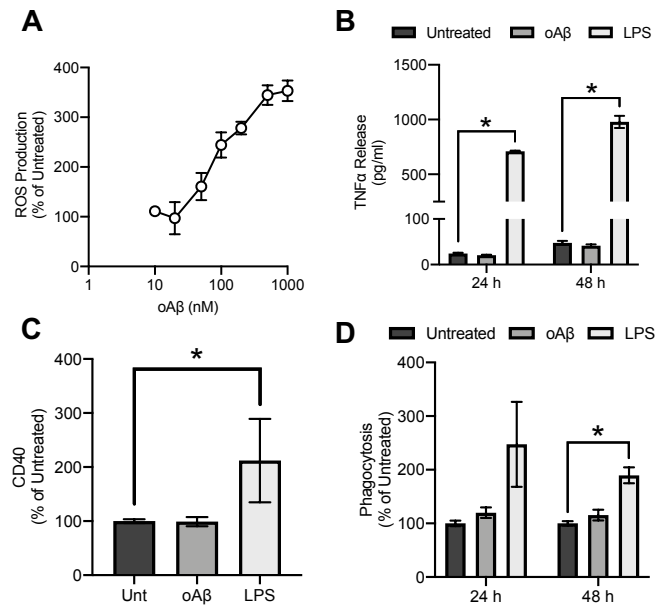 A
ROS Production
(% of Untreated)
400
300
200
100
0
1
10
100
1000
oAβ (nM)
B
Untreated
oAβ
LPS
TNFα Release
(pg/ml)
1500
1000
500
100
0
*
*
24 h
48 h
C
CD40
(% of Untreated)
400
300
200
100
0
*
Unt
oAβ
LPS
D
Untreated
oAβ
LPS
Phagocytosis
(% of Untreated)
400
300
200
100
0
*
24 h
48 h